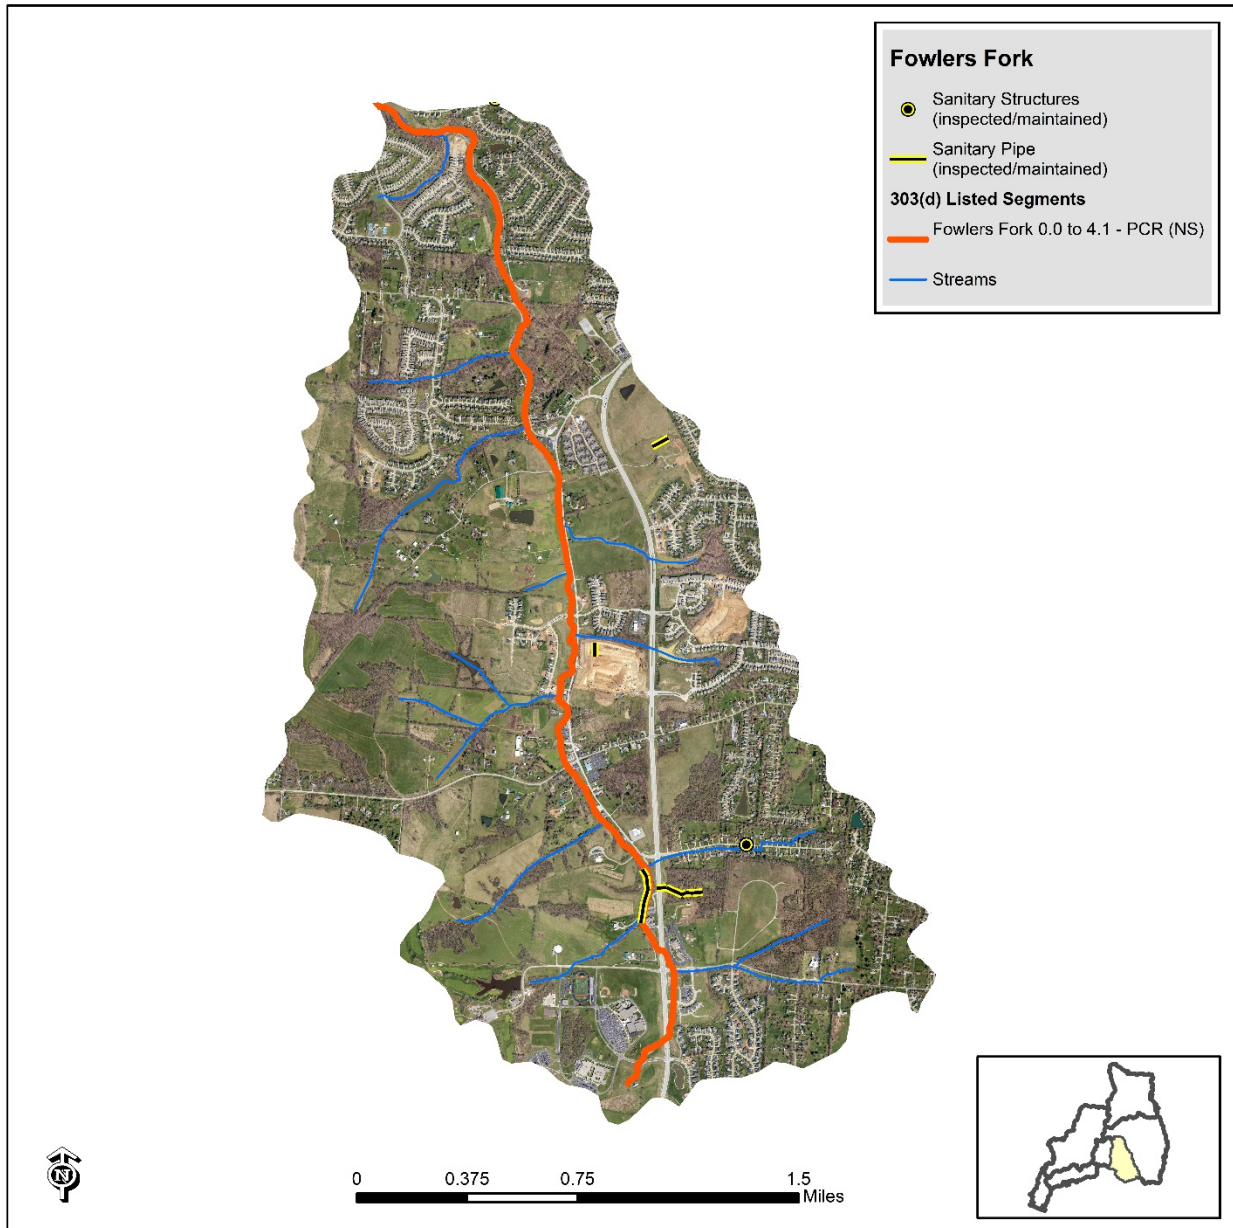 Fowlers Fork
Sanitary Structures
(inspected/maintained)
Sanitary Pipe
(inspected/maintained)
303(d) Listed Segments
Fowlers Fork 0.0 to 4.1 - PCR (NS)
Streams
N
0 0.375 0.75 1.5
Miles